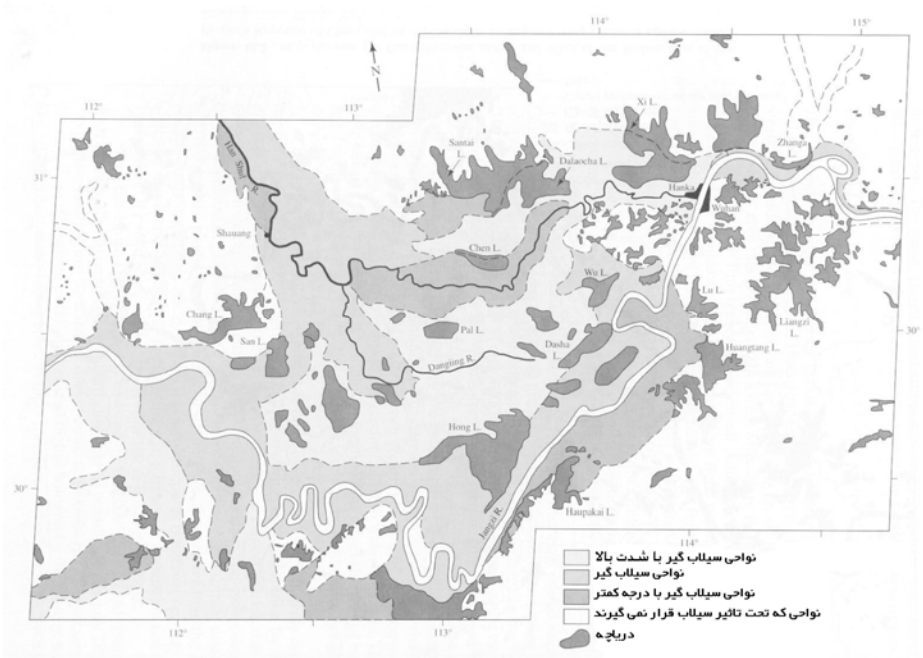 114°
115°
N
112°
113°
Xi L.
Santai
L.
Zhanga
L.
Han Shui R.
Dalaocha L.
31°
Hanka
Wuhan
Shauang
Chen L.
Wu L.
Lu L.
Chang L.
Liangzi
L.
30°
Pal L.
San L.
Dasha
L.
Huangtang L.
Dangjing R.
Hong L.
30°
Jangzi R.
Haupakai L.
114°
نواحی سیلاب گیر با شدت بالا
نواحی سیلاب گیر
نواحی سیلاب گیر با درجه کمتر
نواحی که تحت تاثیر سیلاب قرار نمی گیرند
دریاچه
112°
113°